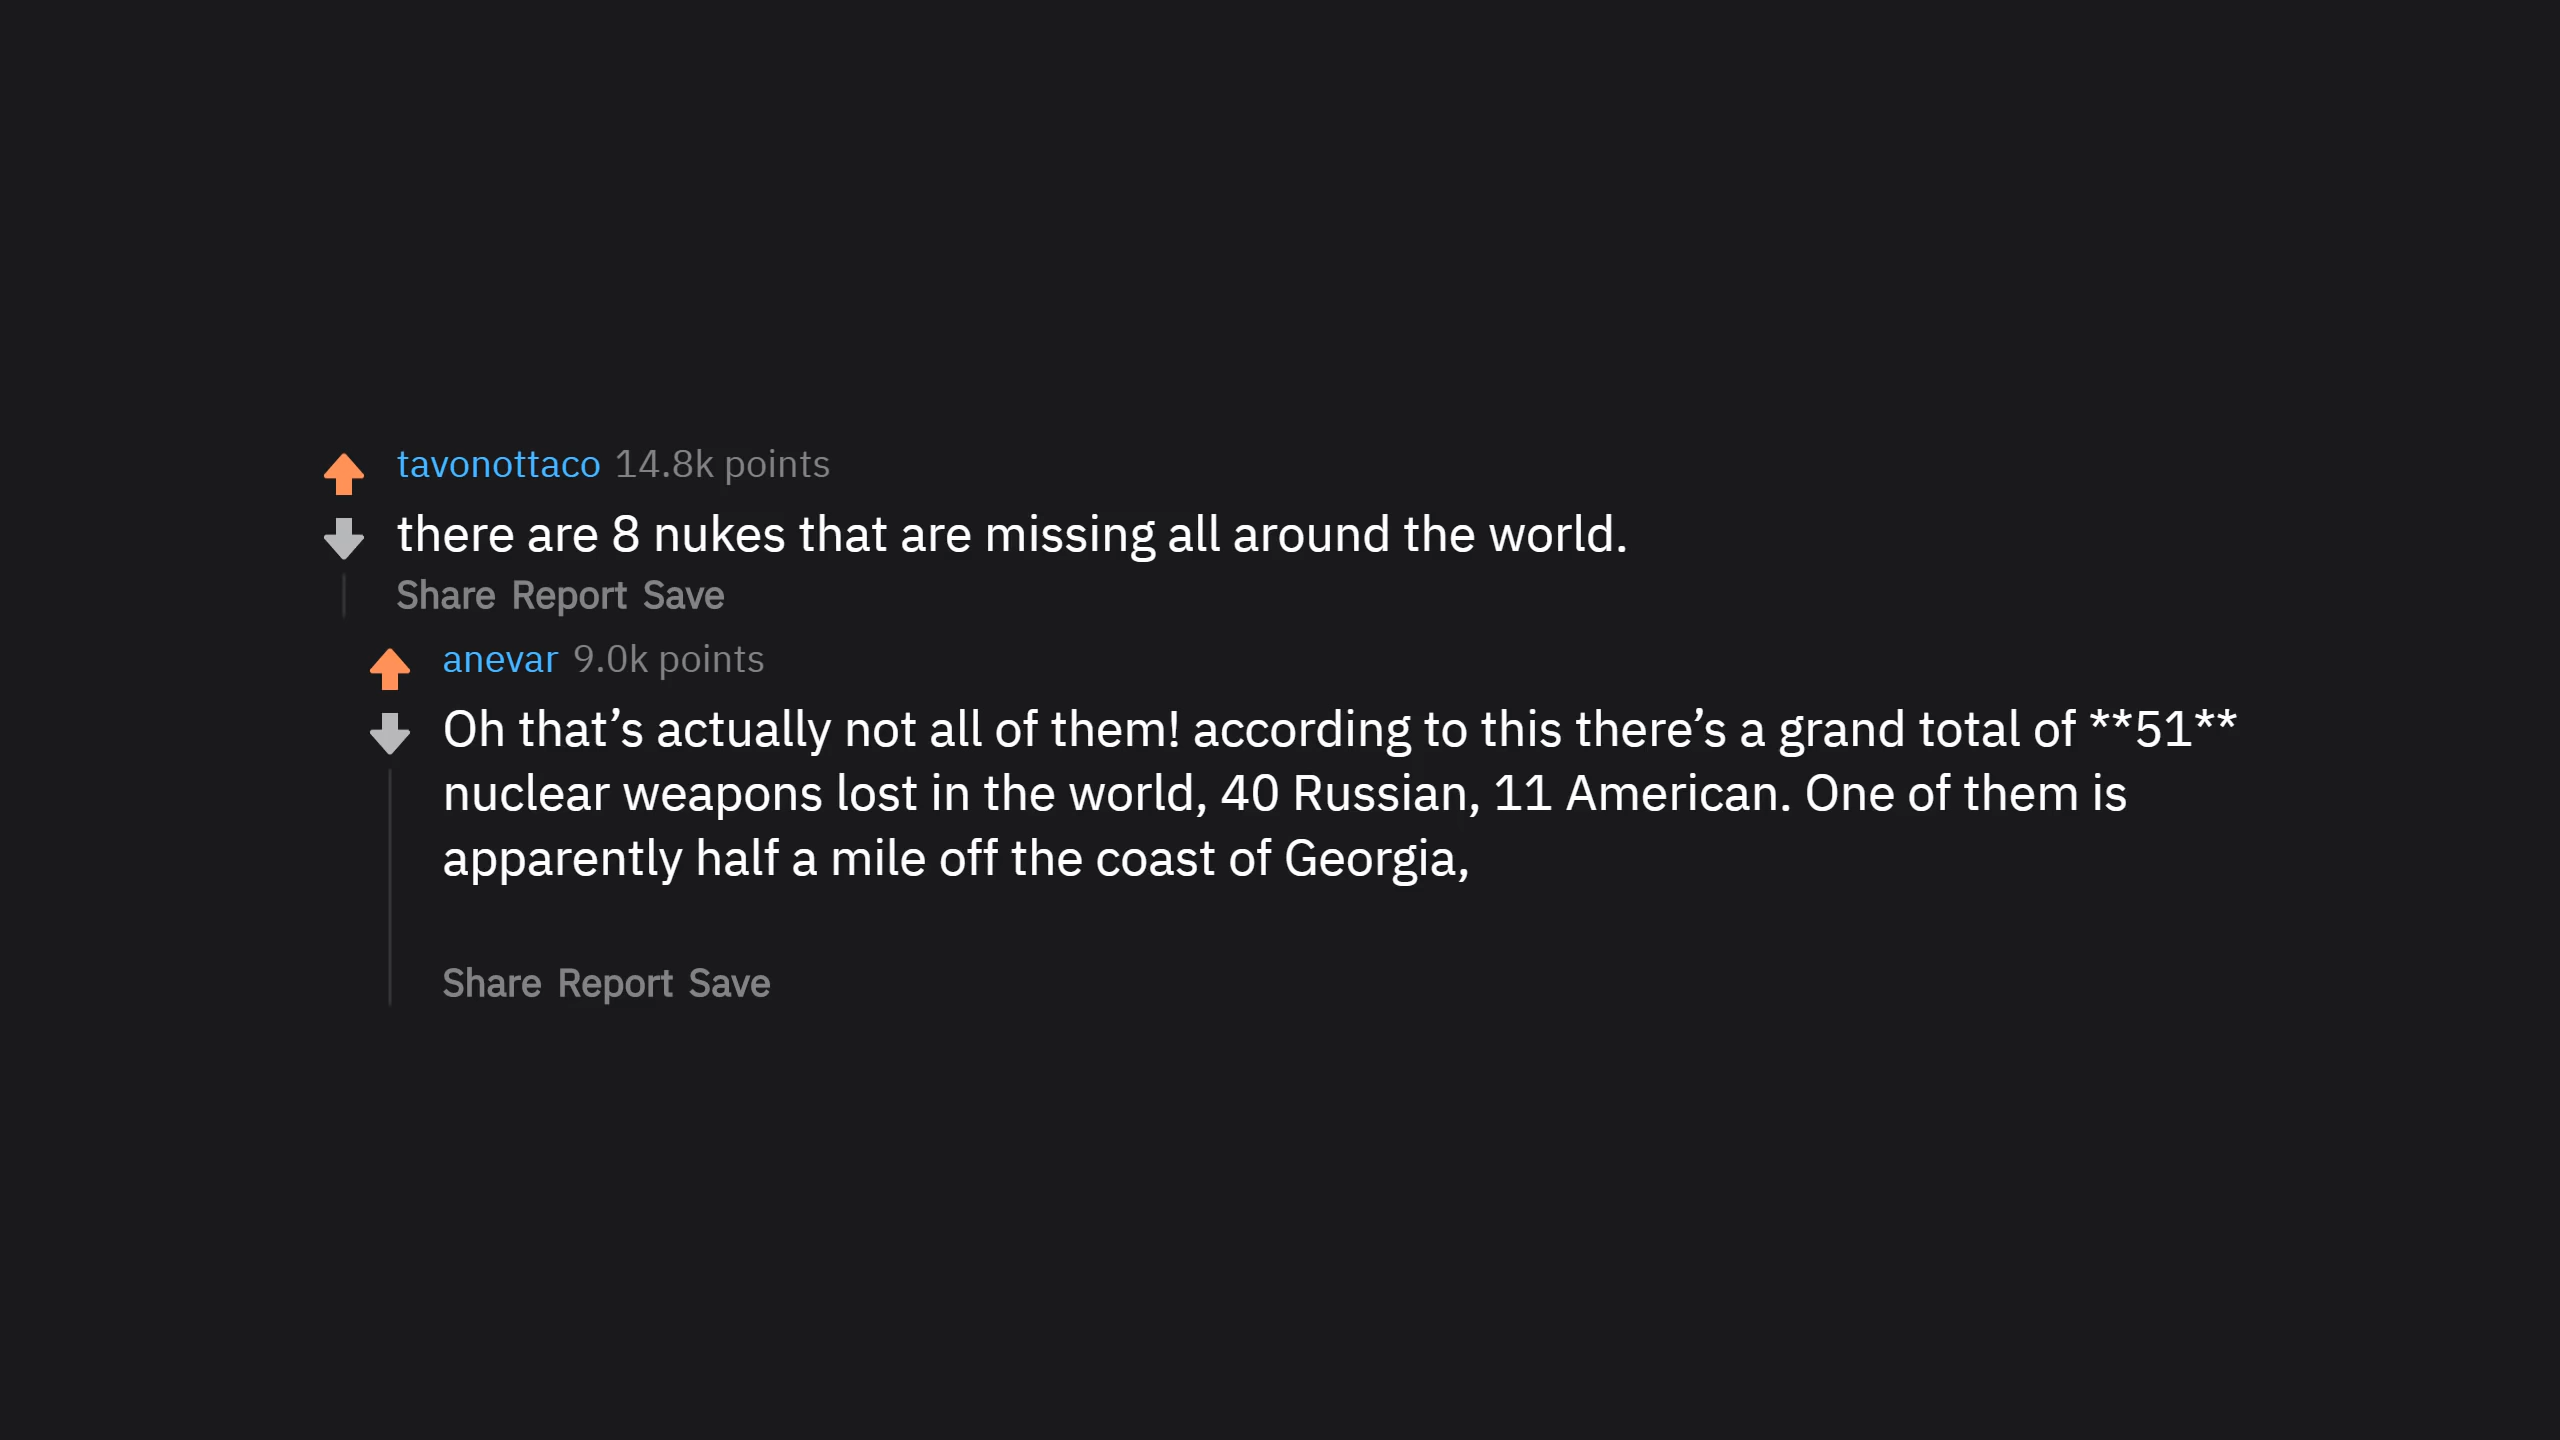 tavonottaco 14.8k points
there are 8 nukes that are missing all around the world.
Share Report Save
anevar 9.0k points
Oh that’s actually not all of them! according to this there’s a grand total of **51**
nuclear weapons lost in the world, 40 Russian, 11 American. One of them is
apparently half a mile off the coast of Georgia,
Share Report Save